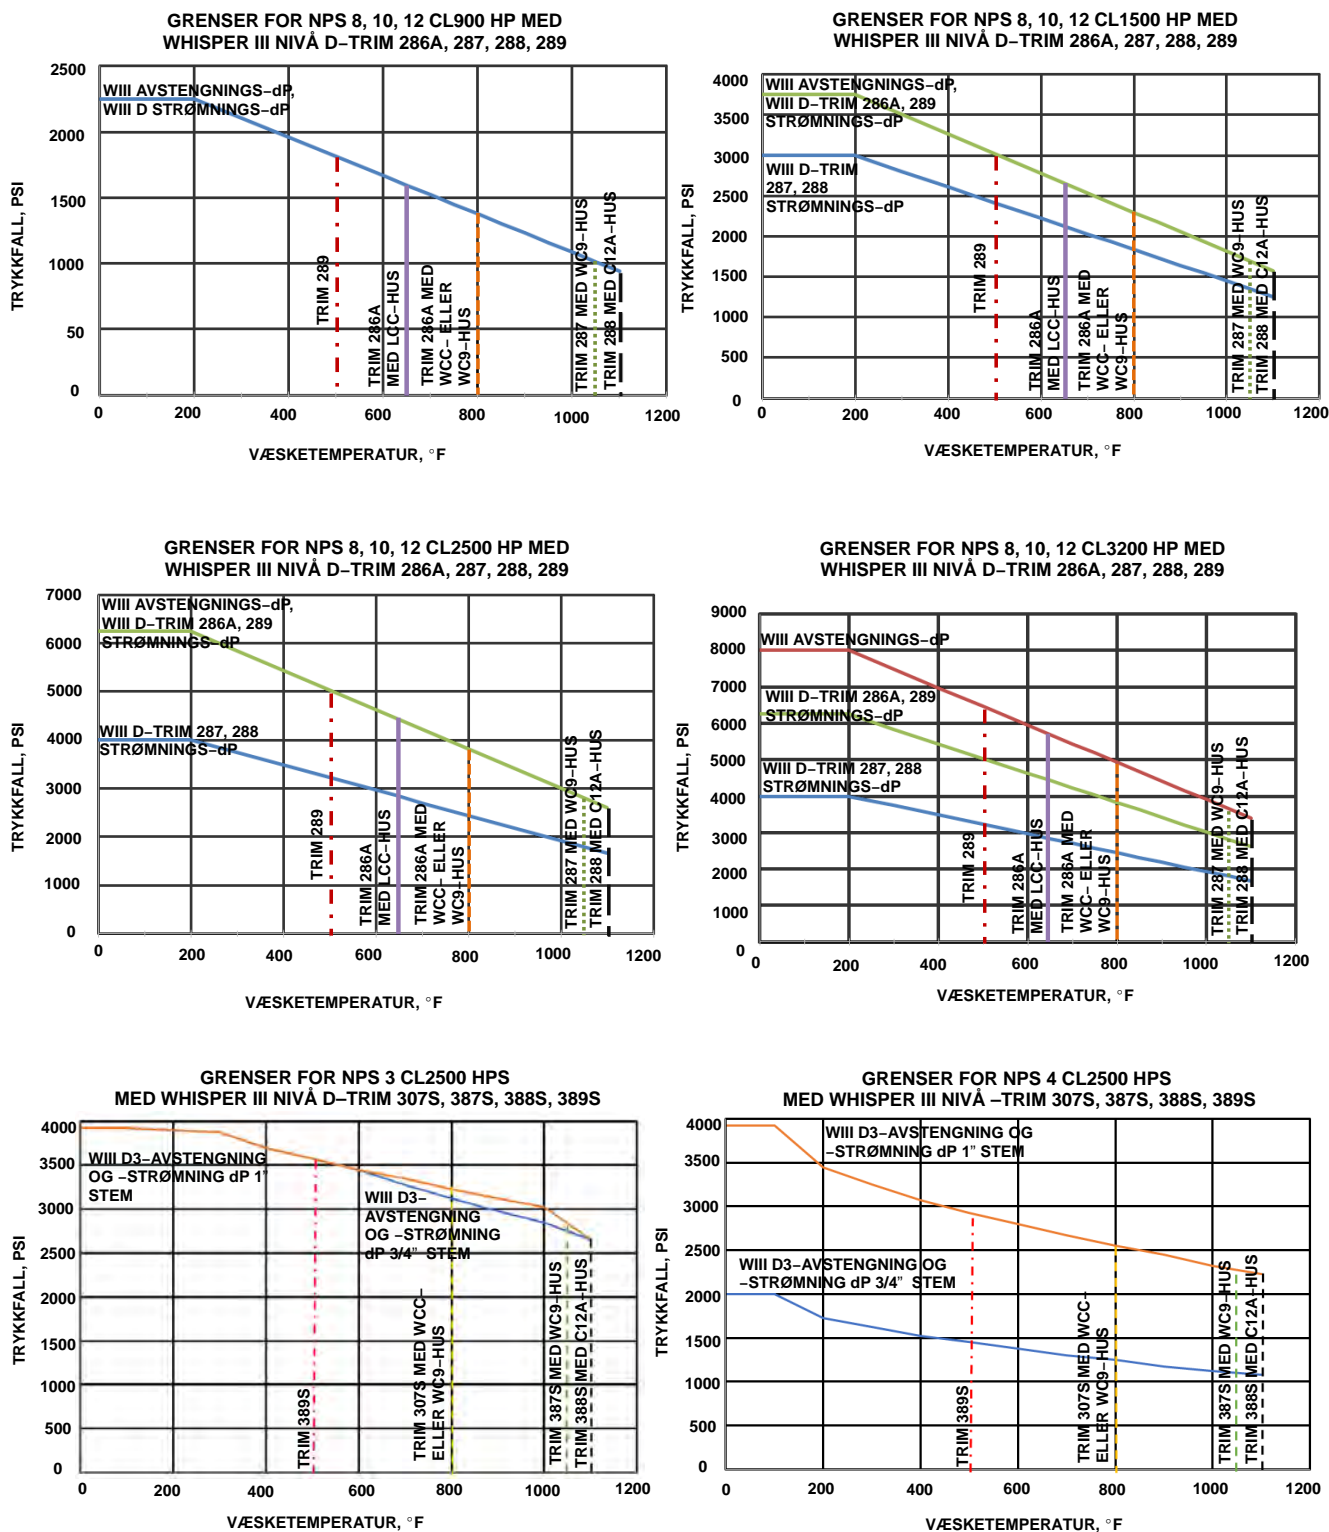 GRENSER FOR NPS 8, 10, 12 CL900 HP MED
WHISPER III NIVÅ D–TRIM 286A, 287, 288, 289
2500
2000
1500
1000
50
0
TRYKKFALL, PSI
WIII AVSTENGNINGS–dP,
WIII D STRØMNINGS–dP
TRIM 289
TRIM 286A
MED LCC–HUS
TRIM 286A MED
WCC– ELLER
WC9–HUS
TRIM 287 MED WC9–HUS
TRIM 288 MED C12A–HUS
0 200 400 600 800 1000 1200
VÆSKETEMPERATUR, °F
GRENSER FOR NPS 8, 10, 12 CL1500 HP MED
WHISPER III NIVÅ D–TRIM 286A, 287, 288, 289
4000
3500
3000
2500
2000
1500
1000
500
0
TRYKKFALL, PSI
WIII AVSTENGNINGS–dP,
WIII D–TRIM 286A, 289
STRØMNINGS–dP
WIII D–TRIM
287, 288
STRØMNINGS–dP
TRIM 289
TRIM 286A
MED LCC–HUS
TRIM 286A MED
WCC– ELLER
WC9–HUS
TRIM 287 MED WC9–HUS
TRIM 288 MED C12A–HUS
0 200 400 600 800 1000 1200
VÆSKETEMPERATUR, °F
GRENSER FOR NPS 8, 10, 12 CL2500 HP MED
WHISPER III NIVÅ D–TRIM 286A, 287, 288, 289
7000
6000
5000
4000
3000
2000
1000
0
TRYKKFALL, PSI
WIII AVSTENGNINGS–dP,
WIII D–TRIM 286A, 289
STRØMNINGS–dP
WIII D–TRIM 287, 288
STRØMNINGS–dP
TRIM 289
TRIM 286A
MED LCC–HUS
TRIM 286A MED
WCC– ELLER
WC9–HUS
TRIM 287 MED WC9–HUS
TRIM 288 MED C12A–HUS
0 200 400 600 800 1000 1200
VÆSKETEMPERATUR, °F
GRENSER FOR NPS 8, 10, 12 CL3200 HP MED
WHISPER III NIVÅ D–TRIM 286A, 287, 288, 289
9000
8000
7000
6000
5000
4000
3000
2000
1000
0
TRYKKFALL, PSI
WIII AVSTENGNINGS–dP
WIII D–TRIM 286A, 289
STRØMNINGS–dP
WIII D–TRIM 287, 288
STRØMNINGS–dP
TRIM 289
TRIM 286A
MED LCC–HUS
TRIM 286A MED
WCC– ELLER
WC9–HUS
TRIM 287 MED WC9–HUS
TRIM 288 MED C12A–HUS
0 200 400 600 800 1000 1200
VÆSKETEMPERATUR, °F
GRENSER FOR NPS 3 CL2500 HPS
MED WHISPER III NIVÅ D–TRIM 307S, 387S, 388S, 389S
4000
3500
3000
2500
2000
1500
1000
500
0
TRYKKFALL, PSI
WIII D3–AVSTENGNING
OG –STRØMNING dP 1”
STEM
WIII D3–
AVSTENGNING
OG –STRØMNING
dP 3/4” STEM
TRIM 389S
TRIM 307S MED WCC–
ELLER WC9–HUS
TRIM 387S MED WC9–HUS
TRIM 388S MED C12A–HUS
0 200 400 600 800 1000 1200
VÆSKETEMPERATUR, °F
GRENSER FOR NPS 4 CL2500 HPS
MED WHISPER III NIVÅ –TRIM 307S, 387S, 388S, 389S
4000
3500
3000
2500
2000
1500
1000
500
0
TRYKKFALL, PSI
WIII D3–AVSTENGNING OG
–STRØMNING dP 1” STEM
WIII D3–AVSTENGNING OG
–STRØMNING dP 3/4” STEM
TRIM 389S
TRIM 307S MED WCC–
ELLER WC9–HUS
TRIM 387S MED WC9–HUS
TRIM 388S MED C12A–HUS
0 200 400 600 800 1000 1200
VÆSKETEMPERATUR, °F